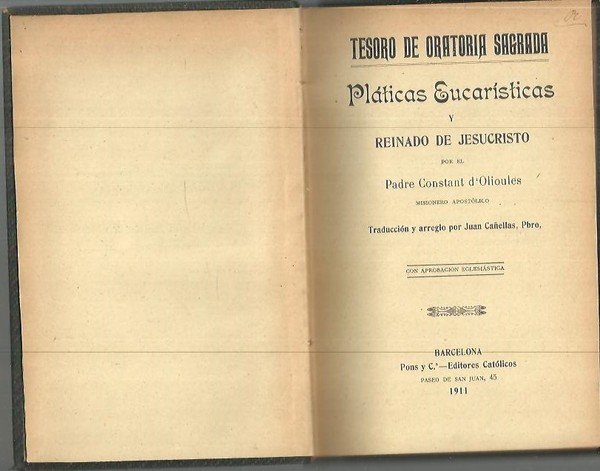 TESORO DE ORATORIA SAGRADA
Pláticas Eucarísticas
Y
REINADO DE JESUCRISTO
POR EL
Padre Constant d'Olioules
MISIONERO APOSTÓLICO
Traducción y arreglo por Juan Cañellas, Pbro.
CON APROBACION ECLESIÁSTICA
BARCELONA
Pons y C.ª—Editores Católicos
PASEO DE SAN JUAN, 45
1911